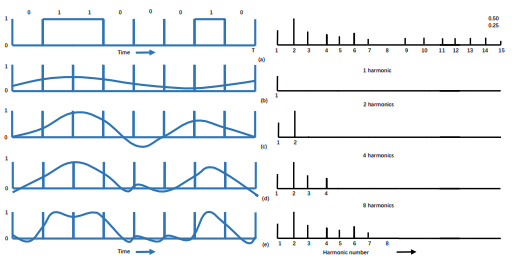 0 1 1 0 0 0 1 0
1
0
Time
T
0.50
0.25
1 2 3 4 5 6 7 8 9 10 11 12 13 14 15
(a)
1 harmonic
1
0
1
(b)
2 harmonics
1
0
1 2
(c)
4 harmonics
1
0
1 2 3 4
(d)
8 harmonics
1
0
1 2 3 4 5 6 7 8
(e)
Time
Harmonic number